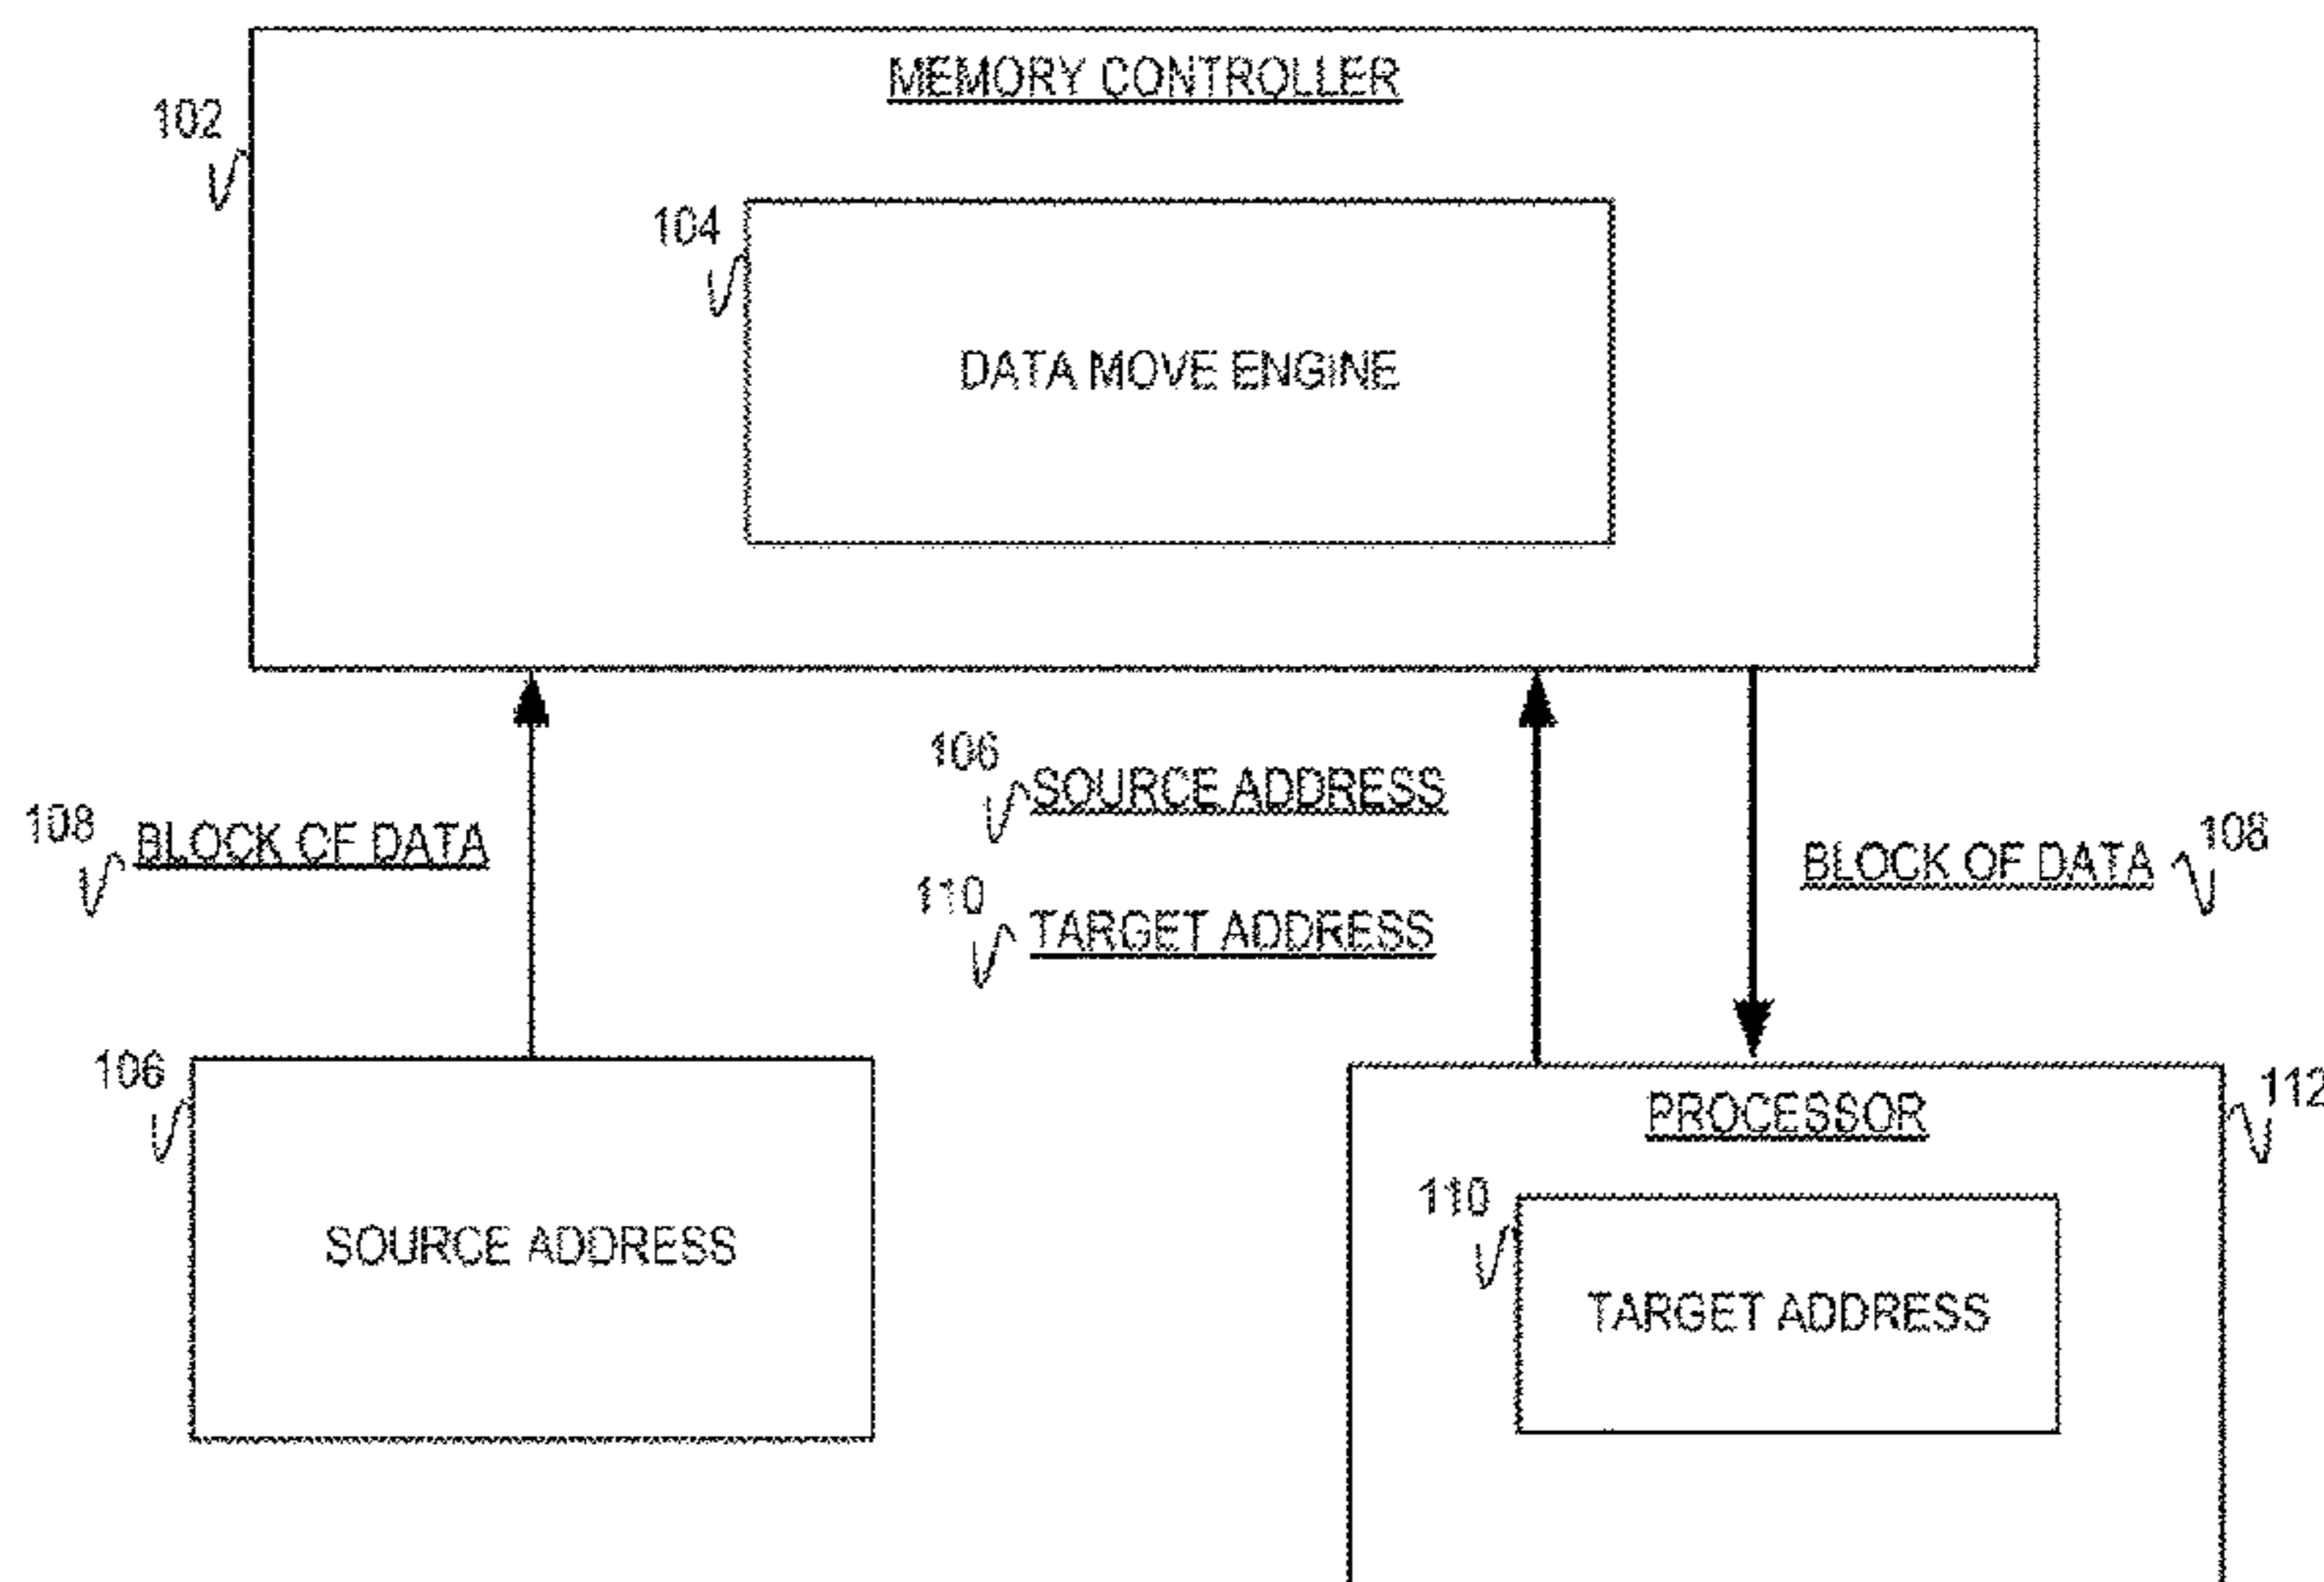 MEMORY CONTROLLER
102
104
DATA MOVE ENGINE
106
SOURCE ADDRESS
108
BLOCK OF DATA
110
TARGET ADDRESS
BLOCK OF DATA
108
106
SOURCE ADDRESS
PROCESSOR
112
110
TARGET ADDRESS